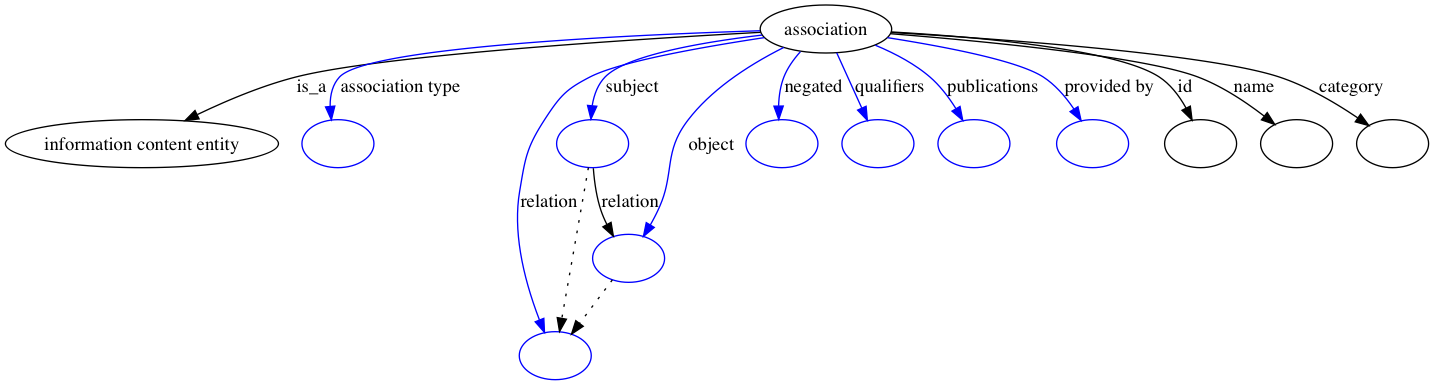 association
is_a
association type
subject
negated
qualifiers
publications
provided by
id
name
category
information content entity
object
relation
relation